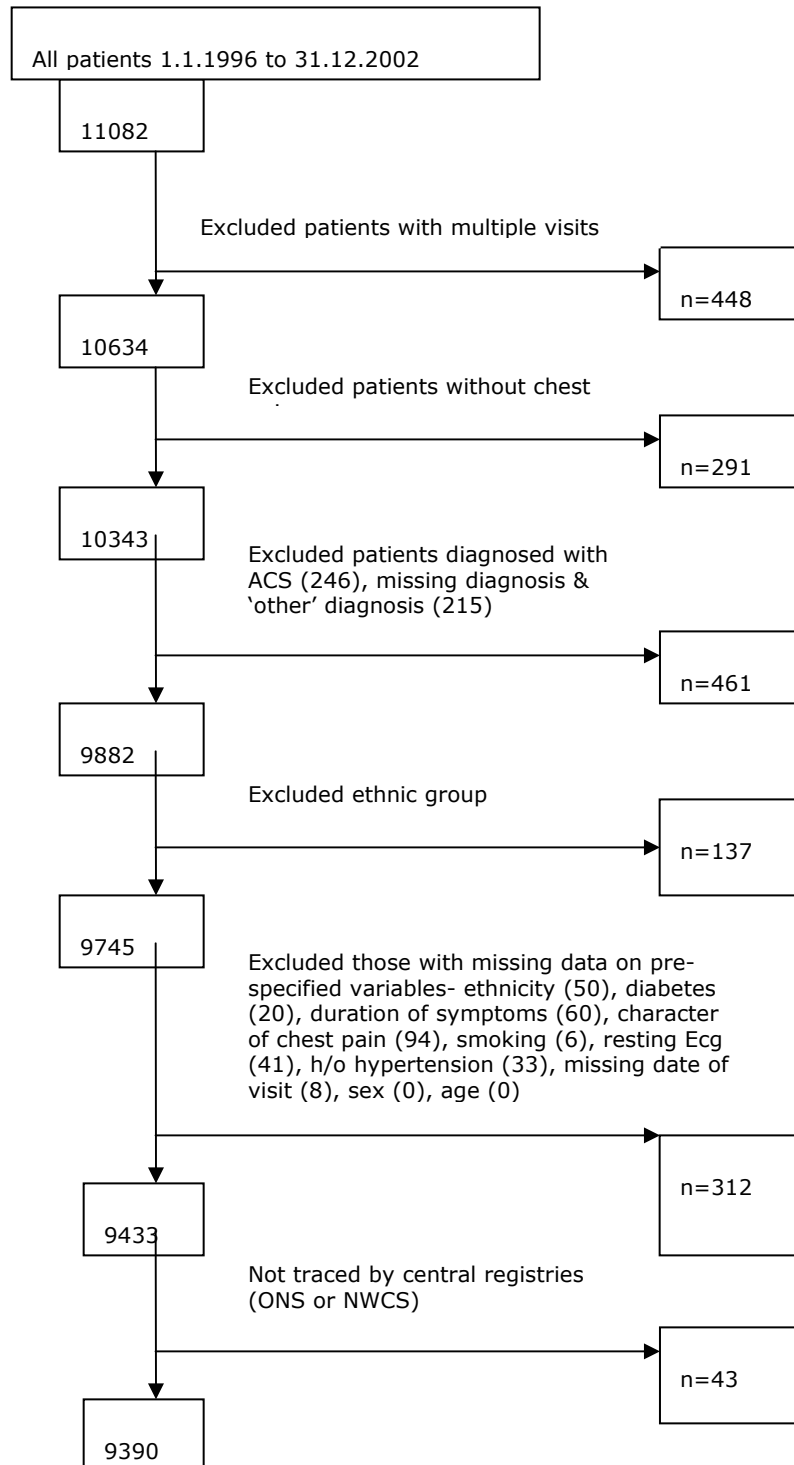 All patients 1.1.1996 to 31.12.2002
11082
Excluded patients with multiple visits
n=448
10634
Excluded patients without chest
n=291
10343
Excluded patients diagnosed with
ACS (246), missing diagnosis &
‘other’ diagnosis (215)
n=461
9882
Excluded ethnic group
n=137
9745
Excluded those with missing data on pre-
specified variables- ethnicity (50), diabetes
(20), duration of symptoms (60), character
of chest pain (94), smoking (6), resting Ecg
(41), h/o hypertension (33), missing date of
visit (8), sex (0), age (0)
n=312
9433
Not traced by central registries
(ONS or NWCS)
n=43
9390